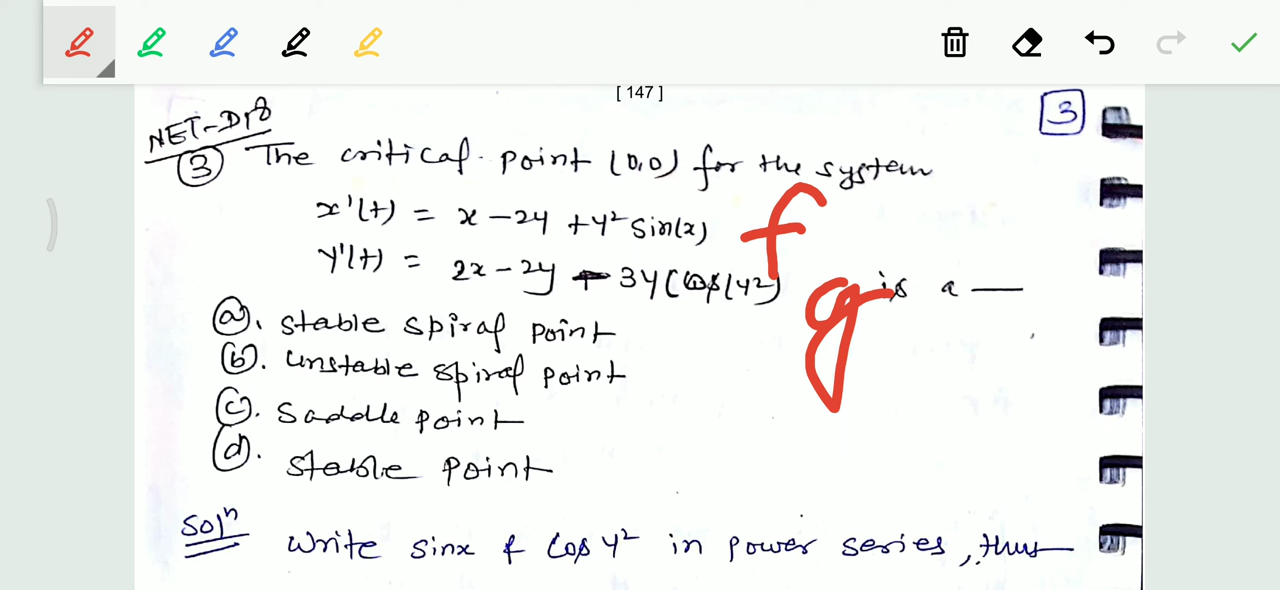 [ 147 ]
3
NET-D18
③ The critical point (0,0) for the system
x'(t) = x - 2y + y² Sin(x) f
y'(t) = 2x - 2y - 3y Cos(y²) g is a —
ⓐ. stable spiral point
ⓑ. unstable spiral point
ⓒ. saddle point
ⓓ. stable point
Solⁿ write sinx & Cos y² in power series, thus